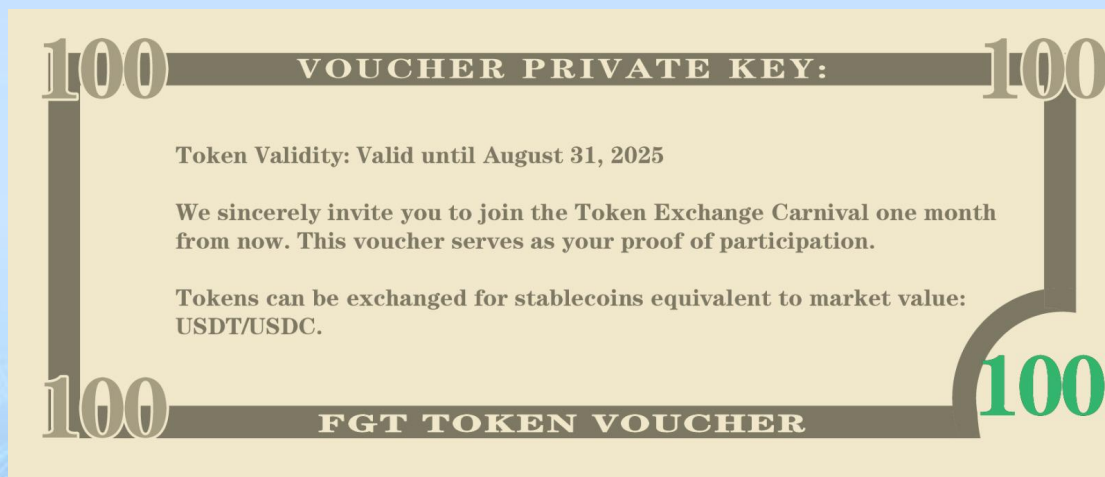 100 VOUCHER PRIVATE KEY: 100
Token Validity: Valid until August 31, 2025
We sincerely invite you to join the Token Exchange Carnival one month
from now. This voucher serves as your proof of participation.
Tokens can be exchanged for stablecoins equivalent to market value:
USDT/USDC.
100 FGT TOKEN VOUCHER 100